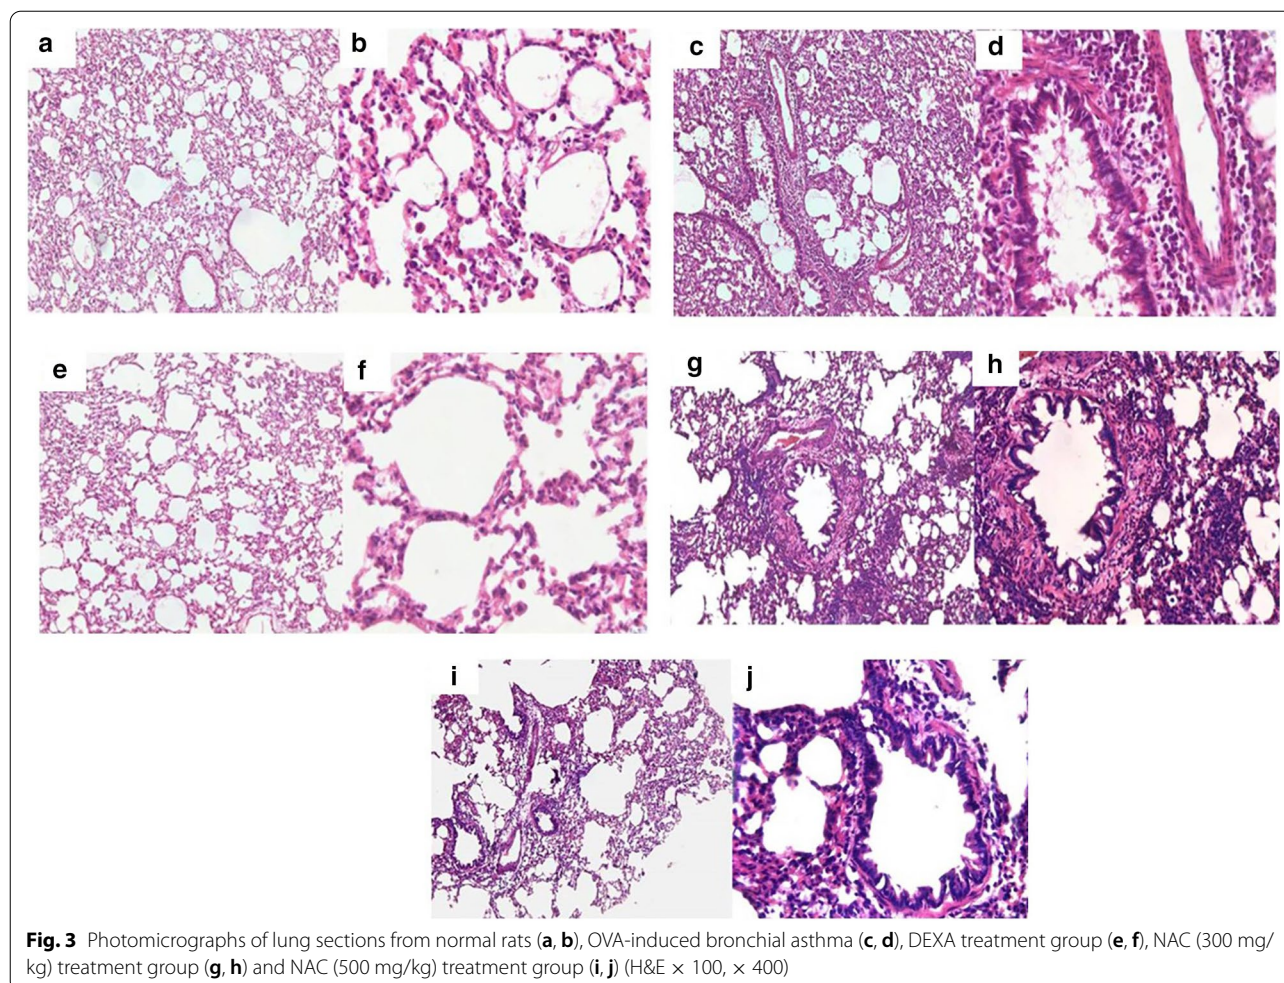 a b c d
e f g h
i j
Fig. 3 Photomicrographs of lung sections from normal rats (a, b), OVA-induced bronchial asthma (c, d), DEXA treatment group (e, f), NAC (300 mg/
kg) treatment group (g, h) and NAC (500 mg/kg) treatment group (i, j) (H&E × 100, × 400)